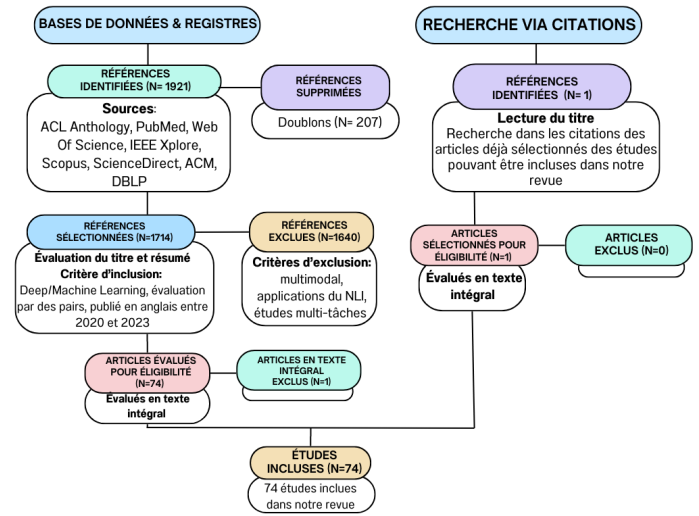 BASES DE DONNÉES & REGISTRES
RÉFÉRENCES
IDENTIFIÉES (N= 1921)
Sources:
ACL Anthology, PubMed, Web
Of Science, IEEE Xplore,
Scopus, ScienceDirect, ACM,
DBLP
RÉFÉRENCES
SUPPRIMÉES
Doublons (N= 207)
RÉFÉRENCES
SÉLECTIONNÉES (N=1714)
Évaluation du titre et résumé
Critère d'inclusion:
Deep/Machine Learning, évaluation
par des pairs, publié en anglais entre
2020 et 2023
RÉFÉRENCES
EXCLUES (N=1640)
Critères d'exclusion:
multimodal,
applications du NLI,
études multi-tâches
ARTICLES ÉVALUÉS
POUR ÉLIGIBILITÉ
(N=74)
Évalués en texte
intégral
ARTICLES EN TEXTE
INTÉGRAL
EXCLUS (N=1)
RECHERCHE VIA CITATIONS
RÉFÉRENCES
IDENTIFIÉES (N= 1)
Lecture du titre
Recherche dans les citations des
articles déjà sélectionnés des études
pouvant être incluses dans notre
revue
ARTICLES
SÉLECTIONNÉS POUR
ÉLIGIBILITÉ (N=1)
Évalués en texte
intégral
ARTICLES
EXCLUS (N=0)
ÉTUDES
INCLUSES (N=74)
74 études inclues
dans notre revue